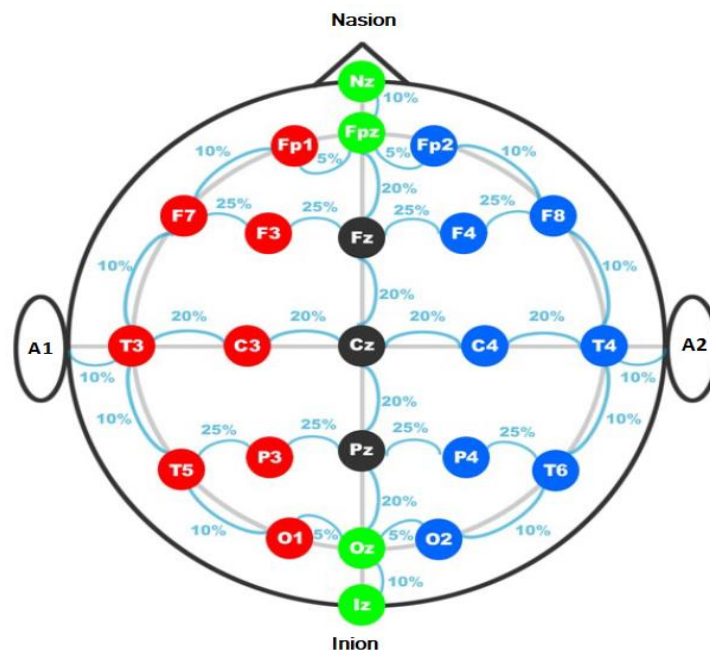 Nasion
Nz
10%
Fp1 Fpz Fp2
10% 5% 5% 10%
20%
F7 25% 25% 25% 25% F8
F3 Fz F4
10% 10%
20%
20% 20% 20% 20%
A1 T3 C3 Cz C4 T4 A2
10% 10%
20%
10% 10%
25% 25% 25% 25%
T5 P3 Pz P4 T6
20%
10% O1 5% Oz 5% O2 10%
10%
Iz
Inion